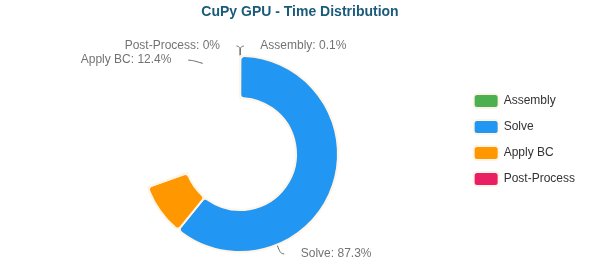 CuPy GPU - Time Distribution
Post-Process: 0%
Assembly: 0.1%
Apply BC: 12.4%
Solve: 87.3%
Assembly
Solve
Apply BC
Post-Process